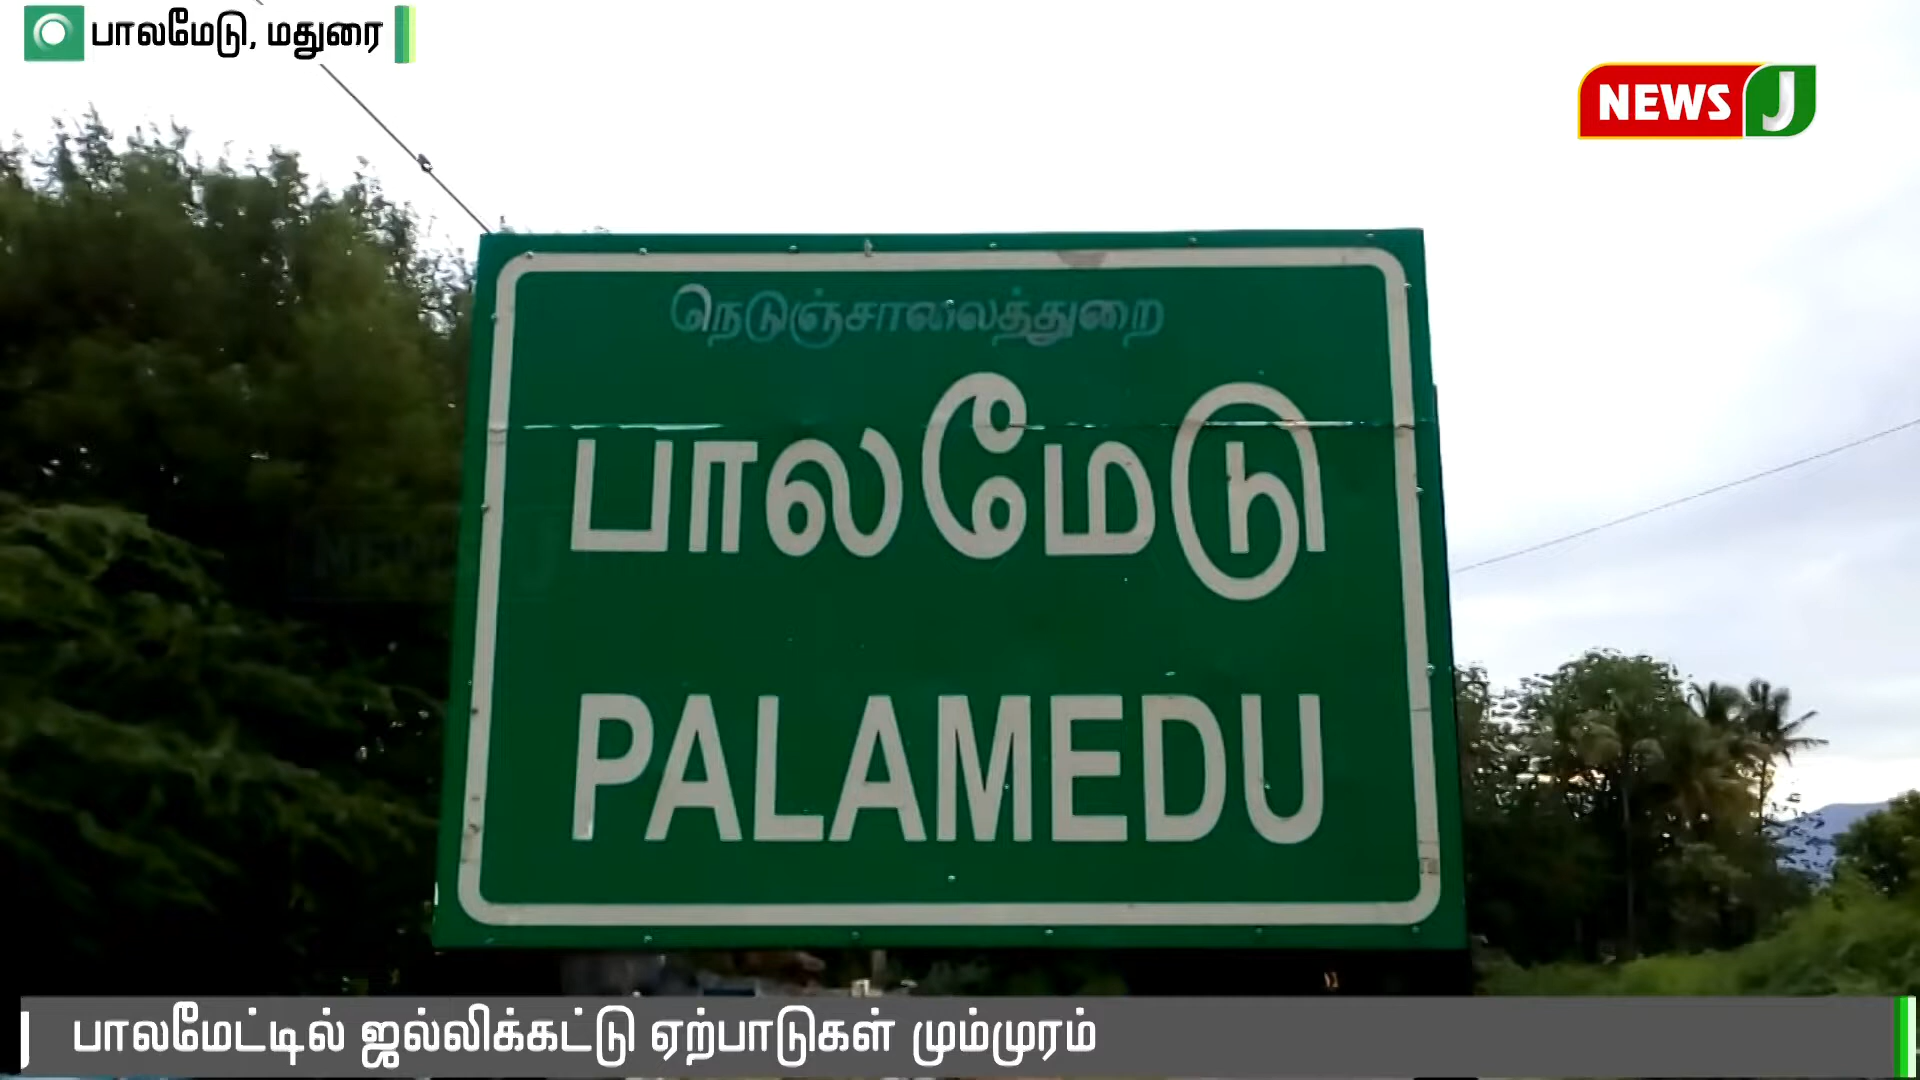 பாலமேடு, மதுரை
NEWS J
நெடுஞ்சாலைத்துறை
பாலமேடு
PALAMEDU
பாலமேட்டில் ஜல்லிக்கட்டு ஏற்பாடுகள் மும்முரம்